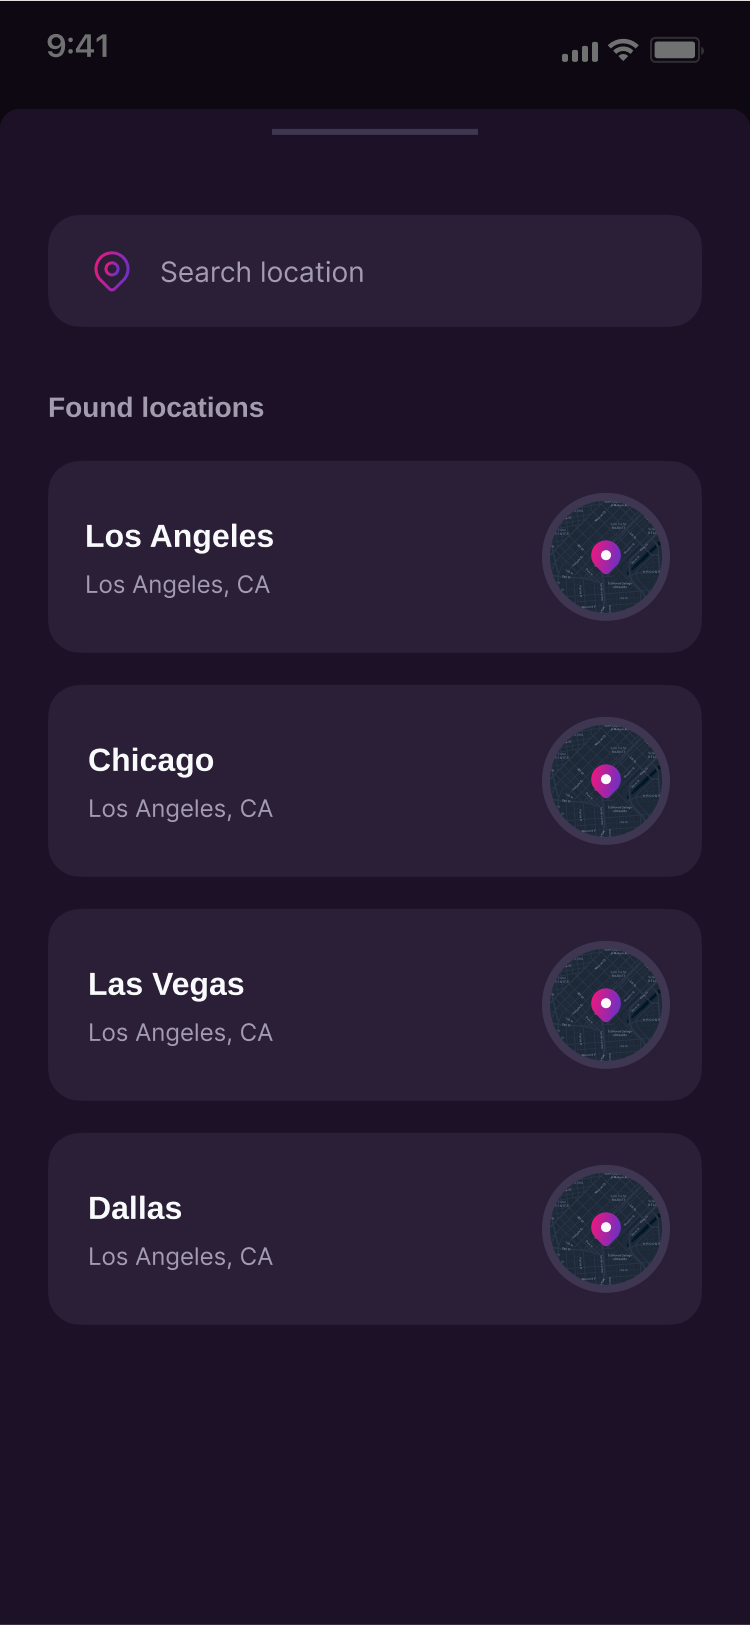 9:41
Search location
Found locations
Los Angeles
Los Angeles, CA
Chicago
Los Angeles, CA
Las Vegas
Los Angeles, CA
Dallas
Los Angeles, CA